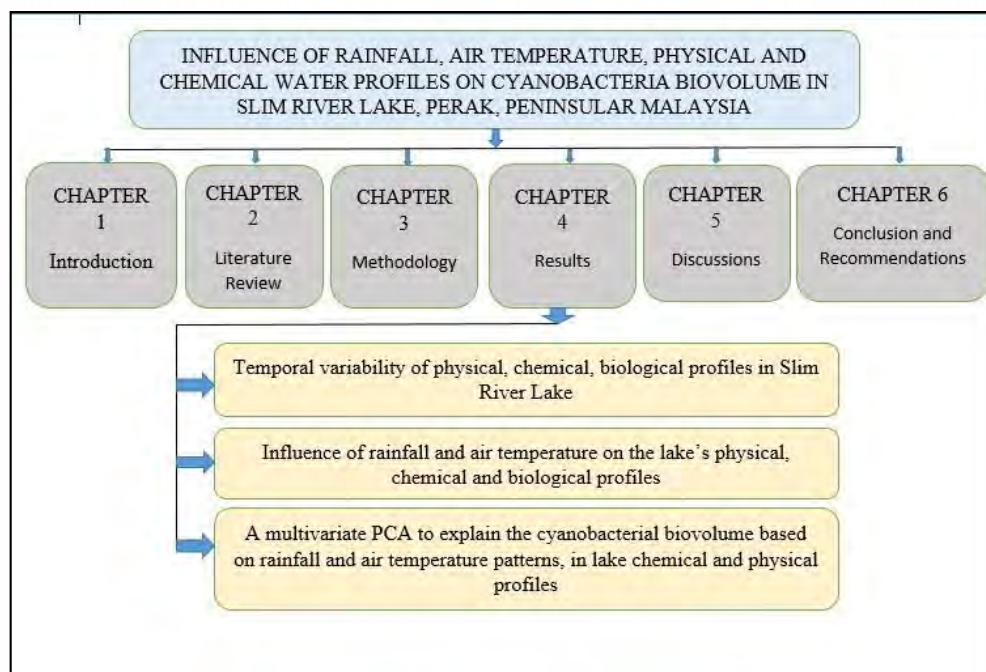 INFLUENCE OF RAINFALL, AIR TEMPERATURE, PHYSICAL AND
CHEMICAL WATER PROFILES ON CYANOBACTERIA BIOVOLUME IN
SLIM RIVER LAKE, PERAK, PENINSULAR MALAYSIA
CHAPTER
1
Introduction
CHAPTER
2
Literature
Review
CHAPTER
3
Methodology
CHAPTER
4
Results
CHAPTER
5
Discussions
CHAPTER 6
Conclusion and
Recommendations
Temporal variability of physical, chemical, biological profiles in Slim
River Lake
Influence of rainfall and air temperature on the lake’s physical,
chemical and biological profiles
A multivariate PCA to explain the cyanobacterial biovolume based
on rainfall and air temperature patterns, in lake chemical and physical
profiles